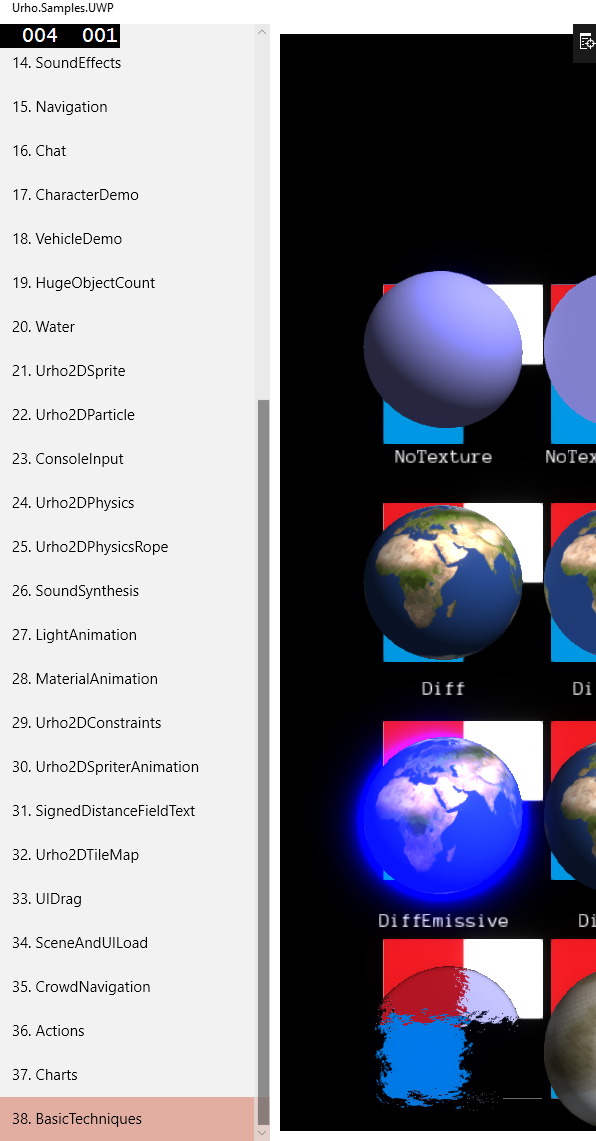 Urho.Samples.UWP
004 001
14. SoundEffects
15. Navigation
16. Chat
17. CharacterDemo
18. VehicleDemo
19. HugeObjectCount
20. Water
21. Urho2DSprite
22. Urho2DParticle
23. ConsoleInput
24. Urho2DPhysics
25. Urho2DPhysicsRope
26. SoundSynthesis
27. LightAnimation
28. MaterialAnimation
29. Urho2DConstraints
30. Urho2DSpriterAnimation
31. SignedDistanceFieldText
32. Urho2DTileMap
33. UIDrag
34. SceneAndUILoad
35. CrowdNavigation
36. Actions
37. Charts
38. BasicTechniques
NoTexture NoTex
Diff Di
DiffEmissive Di